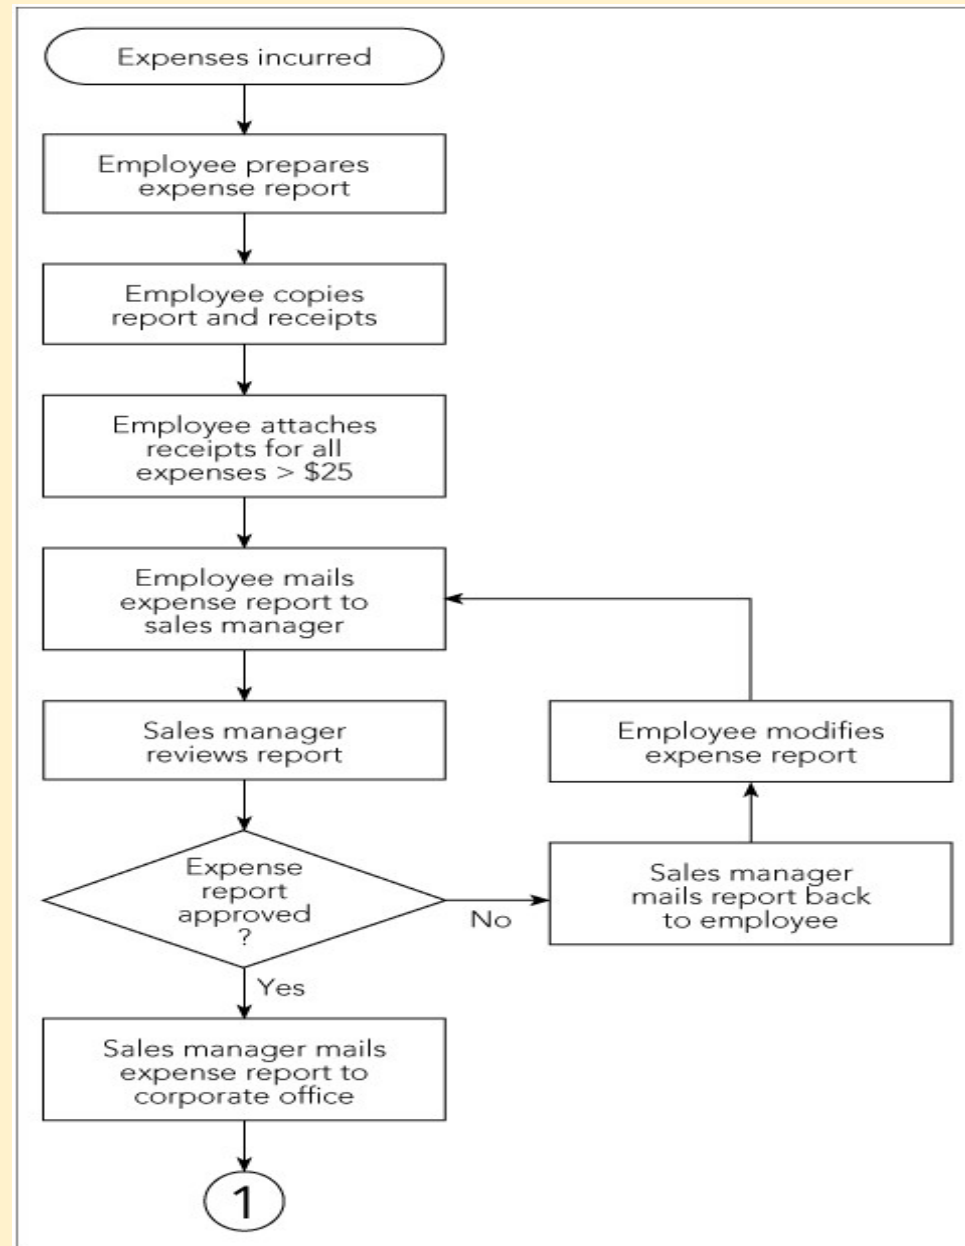 Expenses incurred
Employee prepares
expense report
Employee copies
report and receipts
Employee attaches
receipts for all
expenses > $25
Employee mails
expense report to
sales manager
Sales manager
reviews report
Employee modifies
expense report
Expense
report
approved
?
No
Sales manager
mails report back
to employee
Yes
Sales manager mails
expense report to
corporate office
1